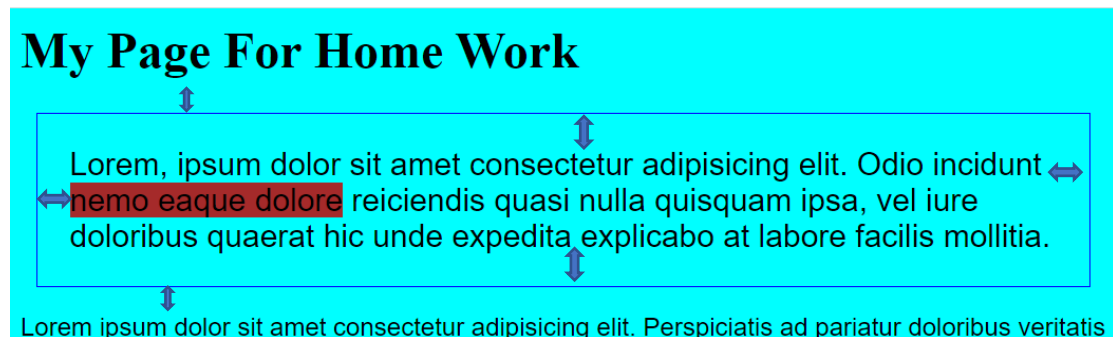 My Page For Home Work
Lorem, ipsum dolor sit amet consectetur adipisicing elit. Odio incidunt
nemo eaque dolore reiciendis quasi nulla quisquam ipsa, vel iure
doloribus quaerat hic unde expedita explicabo at labore facilis mollitia.
Lorem ipsum dolor sit amet consectetur adipisicing elit. Perspiciatis ad pariatur doloribus veritatis